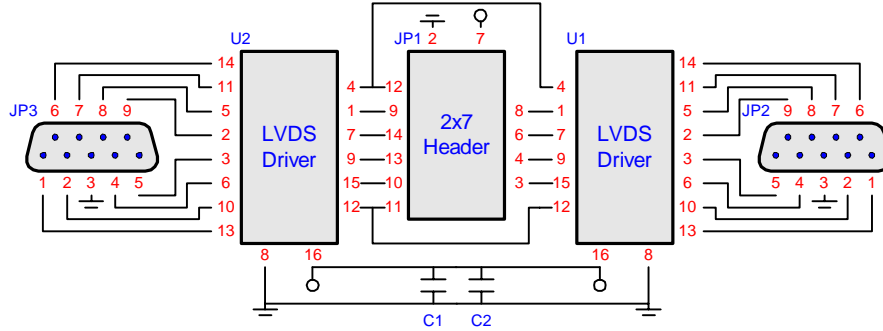 U2 JP1 2 7 U1
14 4 12 4 14
JP3 6 7 8 9 11 11 9 8 7 6 JP2
5 1 9 8 1 5
2 LVDS Driver 7 14 2x7 Header 6 7 LVDS Driver 2
3 9 13 4 9 3
1 2 3 4 5 6 15 10 3 15 6 5 4 3 2 1
10 12 11 12 10
13 13
8 16 16 8
C1 C2